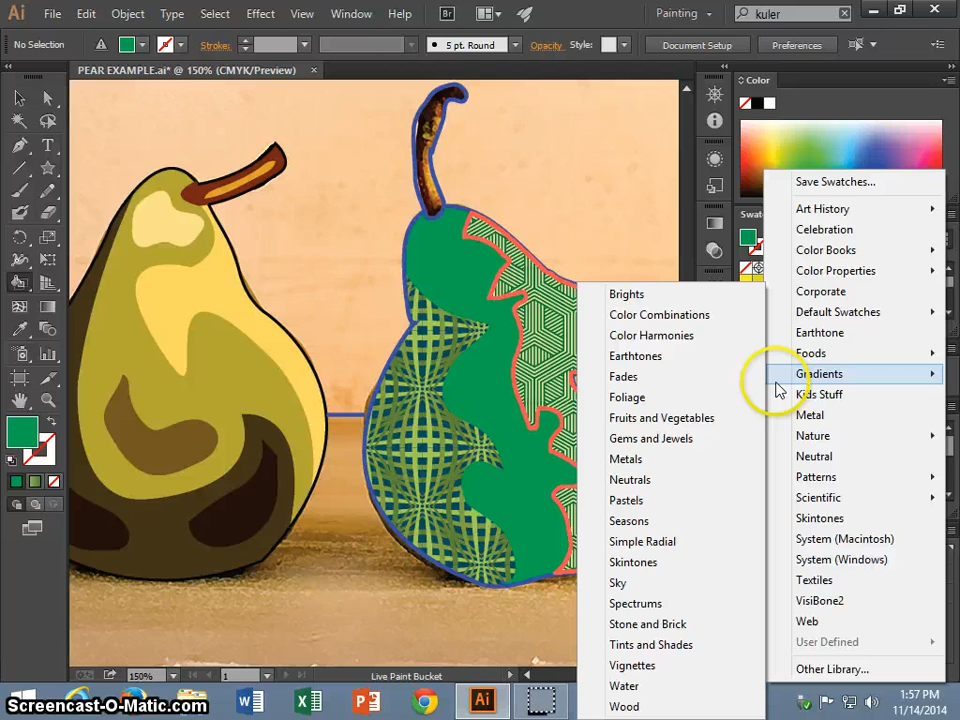 Ai File Edit Object Type Select Effect View Window Help Br Painting kuler
No Selection Stroke: 5 pt. Round Opacity Style: Document Setup Preferences
PEAR EXAMPLE.ai* @ 150% (CMYK/Preview)
Color
Save Swatches...
Swat
Art History
Celebration
Color Books
Color Properties
Corporate
Default Swatches
Earthtone
Foods
Gradients
Kids Stuff
Metal
Nature
Neutral
Patterns
Scientific
Skintones
System (Macintosh)
System (Windows)
Textiles
VisiBone2
Web
User Defined
Other Library...
Brights
Color Combinations
Color Harmonies
Earthtones
Fades
Foliage
Fruits and Vegetables
Gems and Jewels
Metals
Neutrals
Pastels
Seasons
Simple Radial
Skintones
Sky
Spectrums
Stone and Brick
Tints and Shades
Vignettes
Water
Wood
150% 1 Live Paint Bucket
Screencast-O-Matic.com
Ai
1:57 PM
11/14/2014